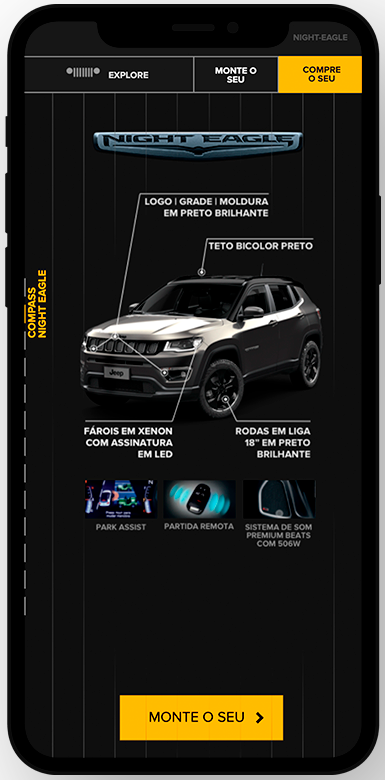 NIGHT-EAGLE
EXPLORE
MONTE O
SEU
COMPRE
O SEU
NIGHT EAGLE
LOGO | GRADE | MOLDURA
EM PRETO BRILHANTE
TETO BICOLOR PRETO
COMPASS
NIGHT EAGLE
Jeep
FÁROIS EM XENON
COM ASSINATURA
EM LED
RODAS EM LIGA
18" EM PRETO
BRILHANTE
PARK ASSIST
PARTIDA REMOTA
SISTEMA DE SOM
PREMIUM BEATS
COM 506W
MONTE O SEU